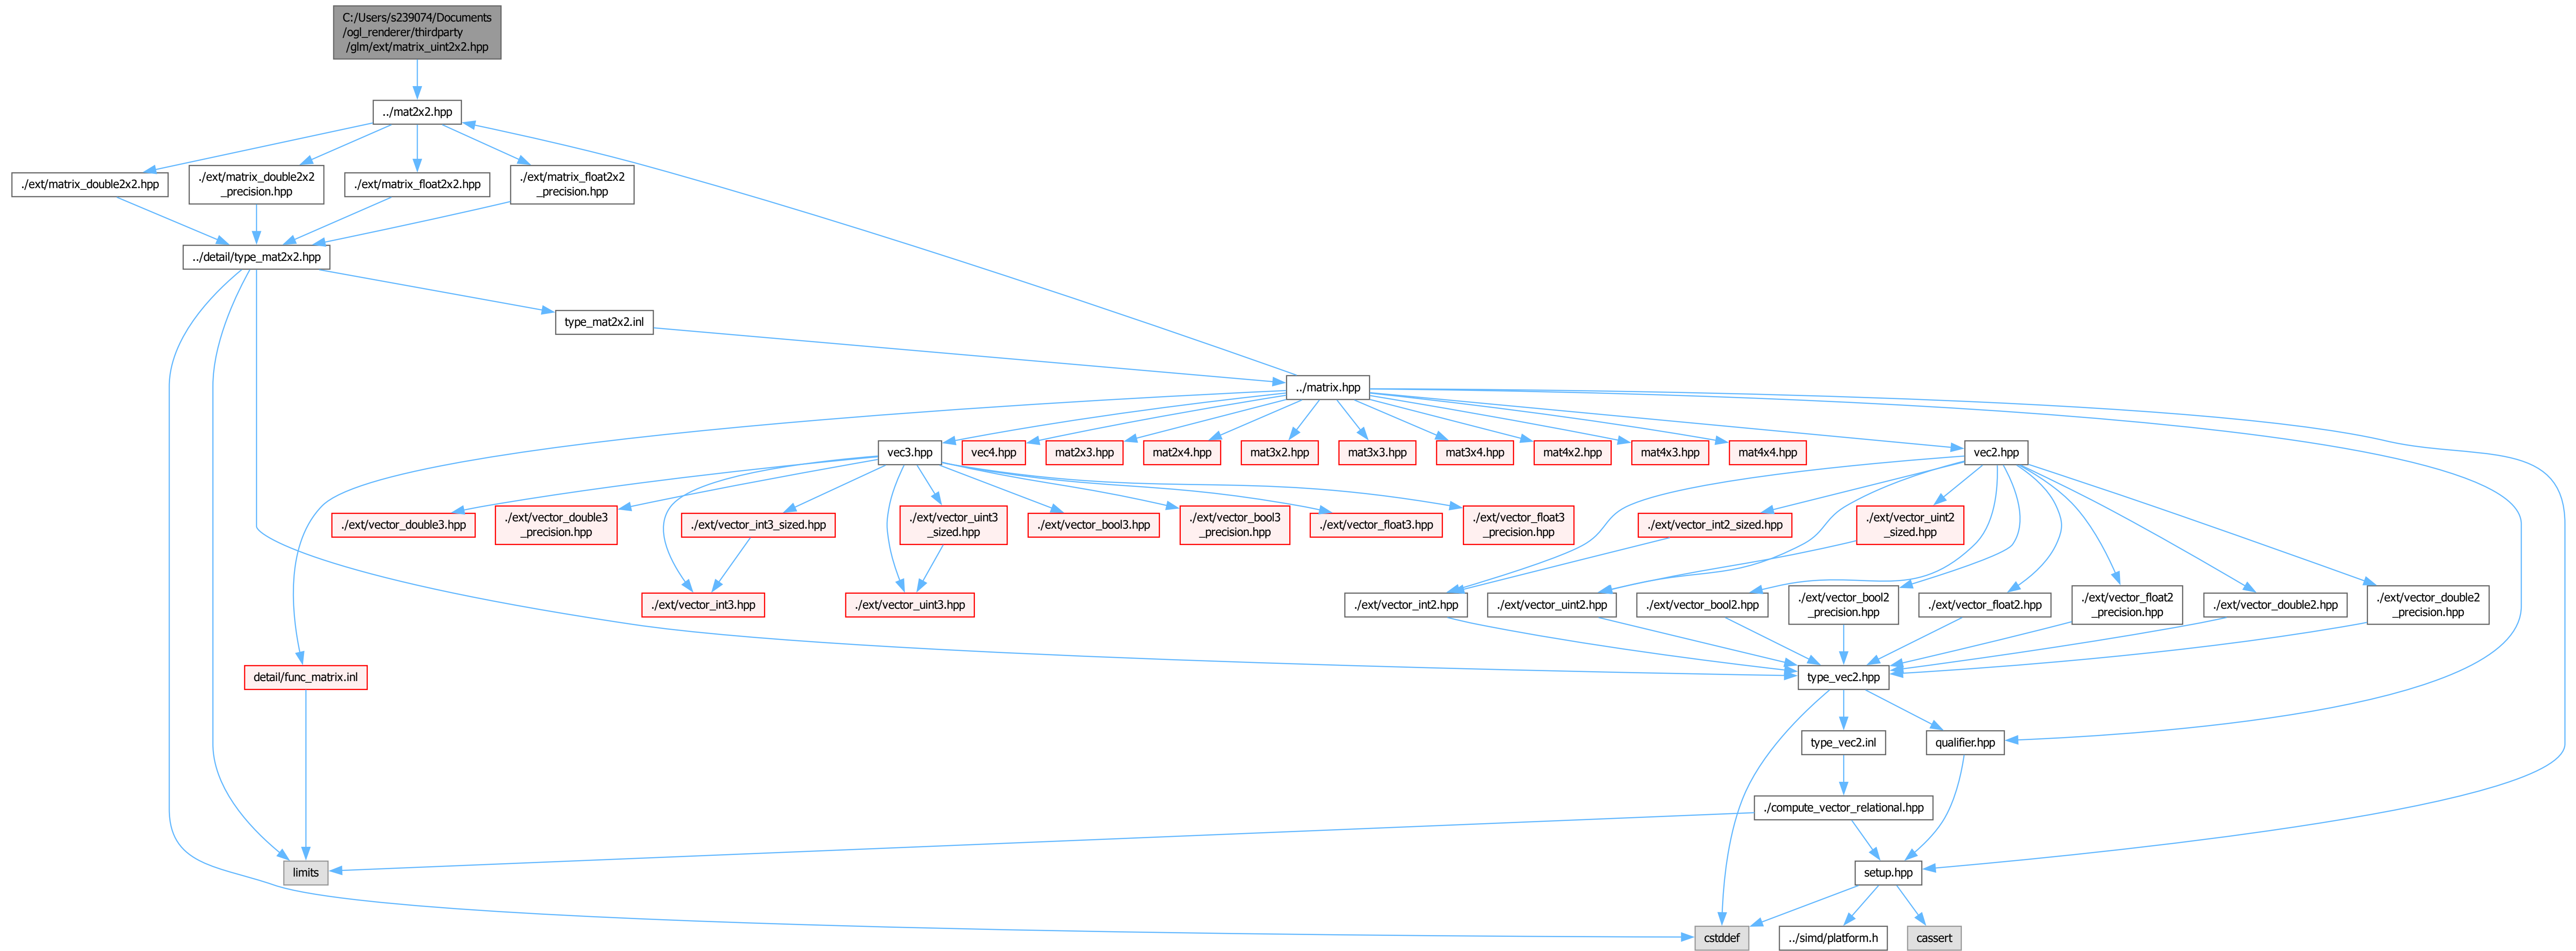 C:/Users/s239074/Documents
/ogl_renderer/thirdparty
/glm/ext/matrix_uint2x2.hpp
../mat2x2.hpp
./ext/matrix_double2x2.hpp
./ext/matrix_double2x2
_precision.hpp
./ext/matrix_float2x2.hpp
./ext/matrix_float2x2
_precision.hpp
../detail/type_mat2x2.hpp
type_mat2x2.inl
../matrix.hpp
vec3.hpp
vec4.hpp
mat2x3.hpp
mat2x4.hpp
mat3x2.hpp
mat3x3.hpp
mat3x4.hpp
mat4x2.hpp
mat4x3.hpp
mat4x4.hpp
vec2.hpp
./ext/vector_double3.hpp
./ext/vector_double3
_precision.hpp
./ext/vector_int3_sized.hpp
./ext/vector_uint3
_sized.hpp
./ext/vector_bool3.hpp
./ext/vector_bool3
_precision.hpp
./ext/vector_float3.hpp
./ext/vector_float3
_precision.hpp
./ext/vector_int2_sized.hpp
./ext/vector_uint2
_sized.hpp
./ext/vector_int3.hpp
./ext/vector_uint3.hpp
./ext/vector_int2.hpp
./ext/vector_uint2.hpp
./ext/vector_bool2.hpp
./ext/vector_bool2
_precision.hpp
./ext/vector_float2.hpp
./ext/vector_float2
_precision.hpp
./ext/vector_double2.hpp
./ext/vector_double2
_precision.hpp
detail/func_matrix.inl
type_vec2.hpp
type_vec2.inl
qualifier.hpp
./compute_vector_relational.hpp
limits
setup.hpp
cstddef
../simd/platform.h
cassert